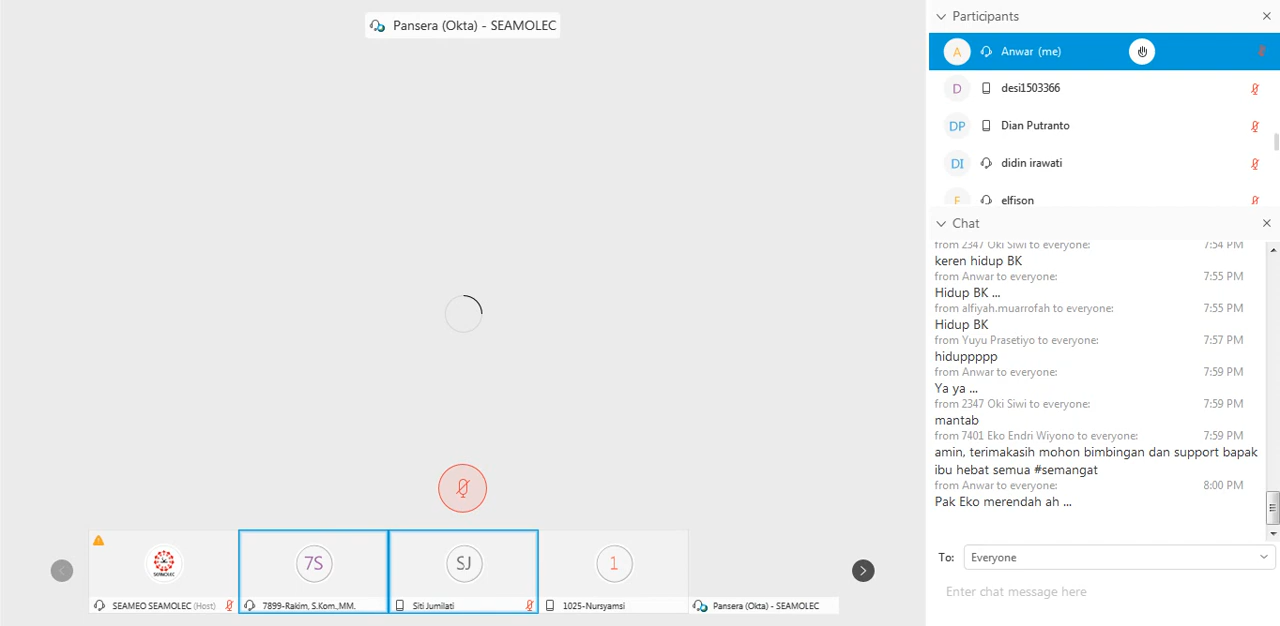 Pansera (Okta) - SEAMOLEC
Participants
A Anwar (me)
D desi1503366
DP Dian Putranto
DI didin irawati
E elfison
Chat
from 2347 Oki Siwi to everyone: 7:54 PM
keren hidup BK
from Anwar to everyone: 7:55 PM
Hidup BK ...
from alfiyah.muarrofah to everyone: 7:55 PM
Hidup BK
from Yuyu Prasetiyo to everyone: 7:57 PM
hiduppppp
from Anwar to everyone: 7:59 PM
Ya ya ...
from 2347 Oki Siwi to everyone: 7:59 PM
mantab
from 7401 Eko Endri Wiyono to everyone: 7:59 PM
amin, terimakasih mohon bimbingan dan support bapak
ibu hebat semua #semangat
from Anwar to everyone: 8:00 PM
Pak Eko merendah ah ...
To: Everyone
Enter chat message here
SEAMOLEC
7S
SJ
1
SEAMEO SEAMOLEC (Host)
7899-Rakim, S.Kom.,MM.
Siti Jumilati
1025-Nursyamsi
Pansera (Okta) - SEAMOLEC